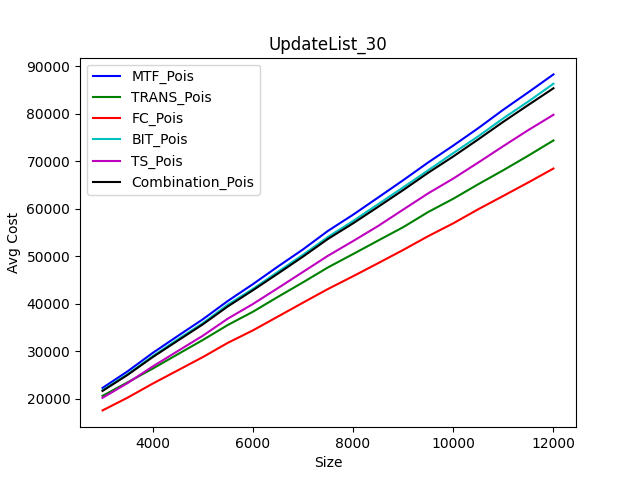 UpdateList_30
90000
80000
70000
60000
50000
40000
30000
20000
Avg Cost
MTF_Pois
TRANS_Pois
FC_Pois
BIT_Pois
TS_Pois
Combination_Pois
4000 6000 8000 10000 12000
Size